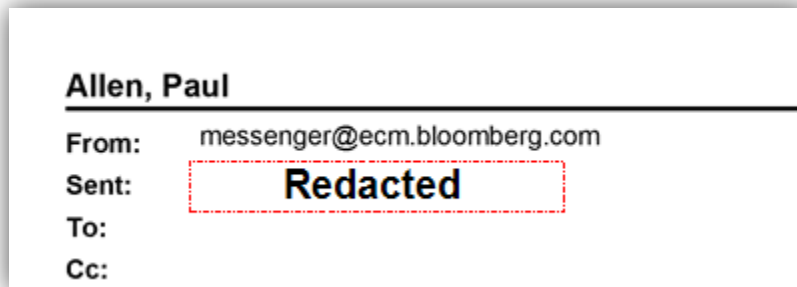 Allen, Paul
From: messenger@ecm.bloomberg.com
Sent: Redacted
To:
Cc: